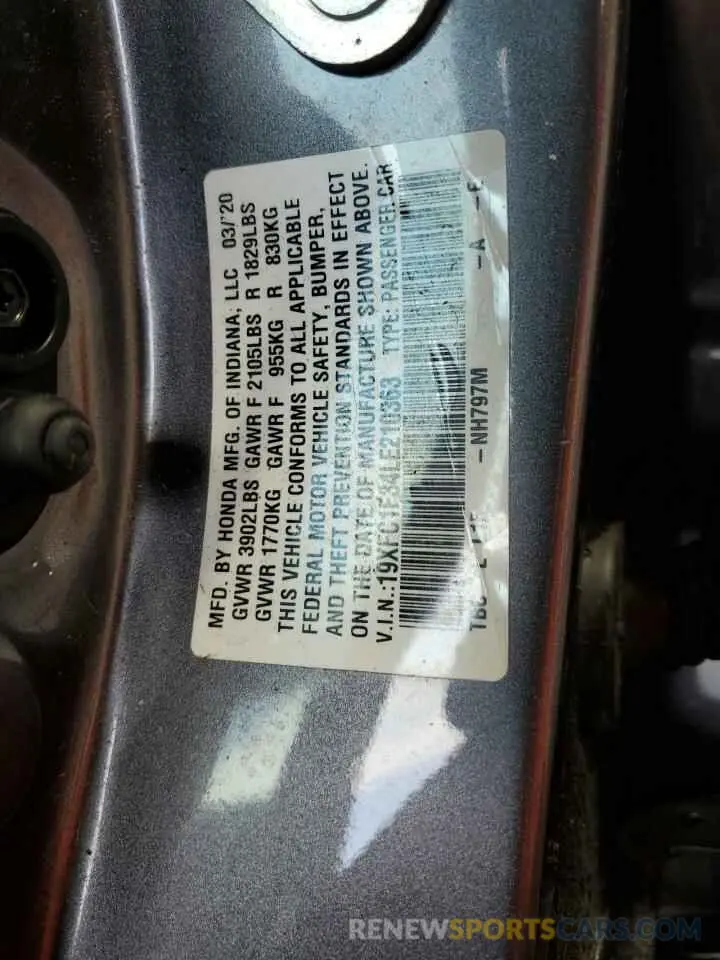 MFD. BY HONDA MFG. OF INDIANA, LLC 03/'20
GVWR 3902LBS GAWR F 2105LBS R 1829LBS
GVWR 1770KG GAWR F 955KG R 830KG
THIS VEHICLE CONFORMS TO ALL APPLICABLE
FEDERAL MOTOR VEHICLE SAFETY, BUMPER,
AND THEFT PREVENTION STANDARDS IN EFFECT
ON THE DATE OF MANUFACTURE SHOWN ABOVE.
V.I.N.: 19XFC1F34LE210363 TYPE: PASSENGER CAR
-NH797M -A
RENEWSPORTSCARS.COM